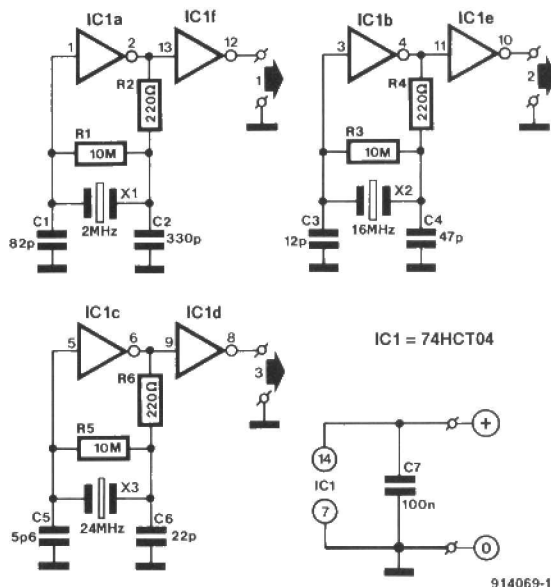 IC1a
IC1f
1
2
13
12
1
R2
220Ω
R1
10M
X1
2MHz
C1
82p
C2
330p
IC1b
IC1e
3
4
11
10
2
R4
220Ω
R3
10M
X2
16MHz
C3
12p
C4
47p
IC1c
IC1d
5
6
9
8
3
R6
220Ω
R5
10M
X3
24MHz
C5
5p6
C6
22p
IC1 = 74HCT04
+
14
IC1
7
C7
100n
0
914069-1